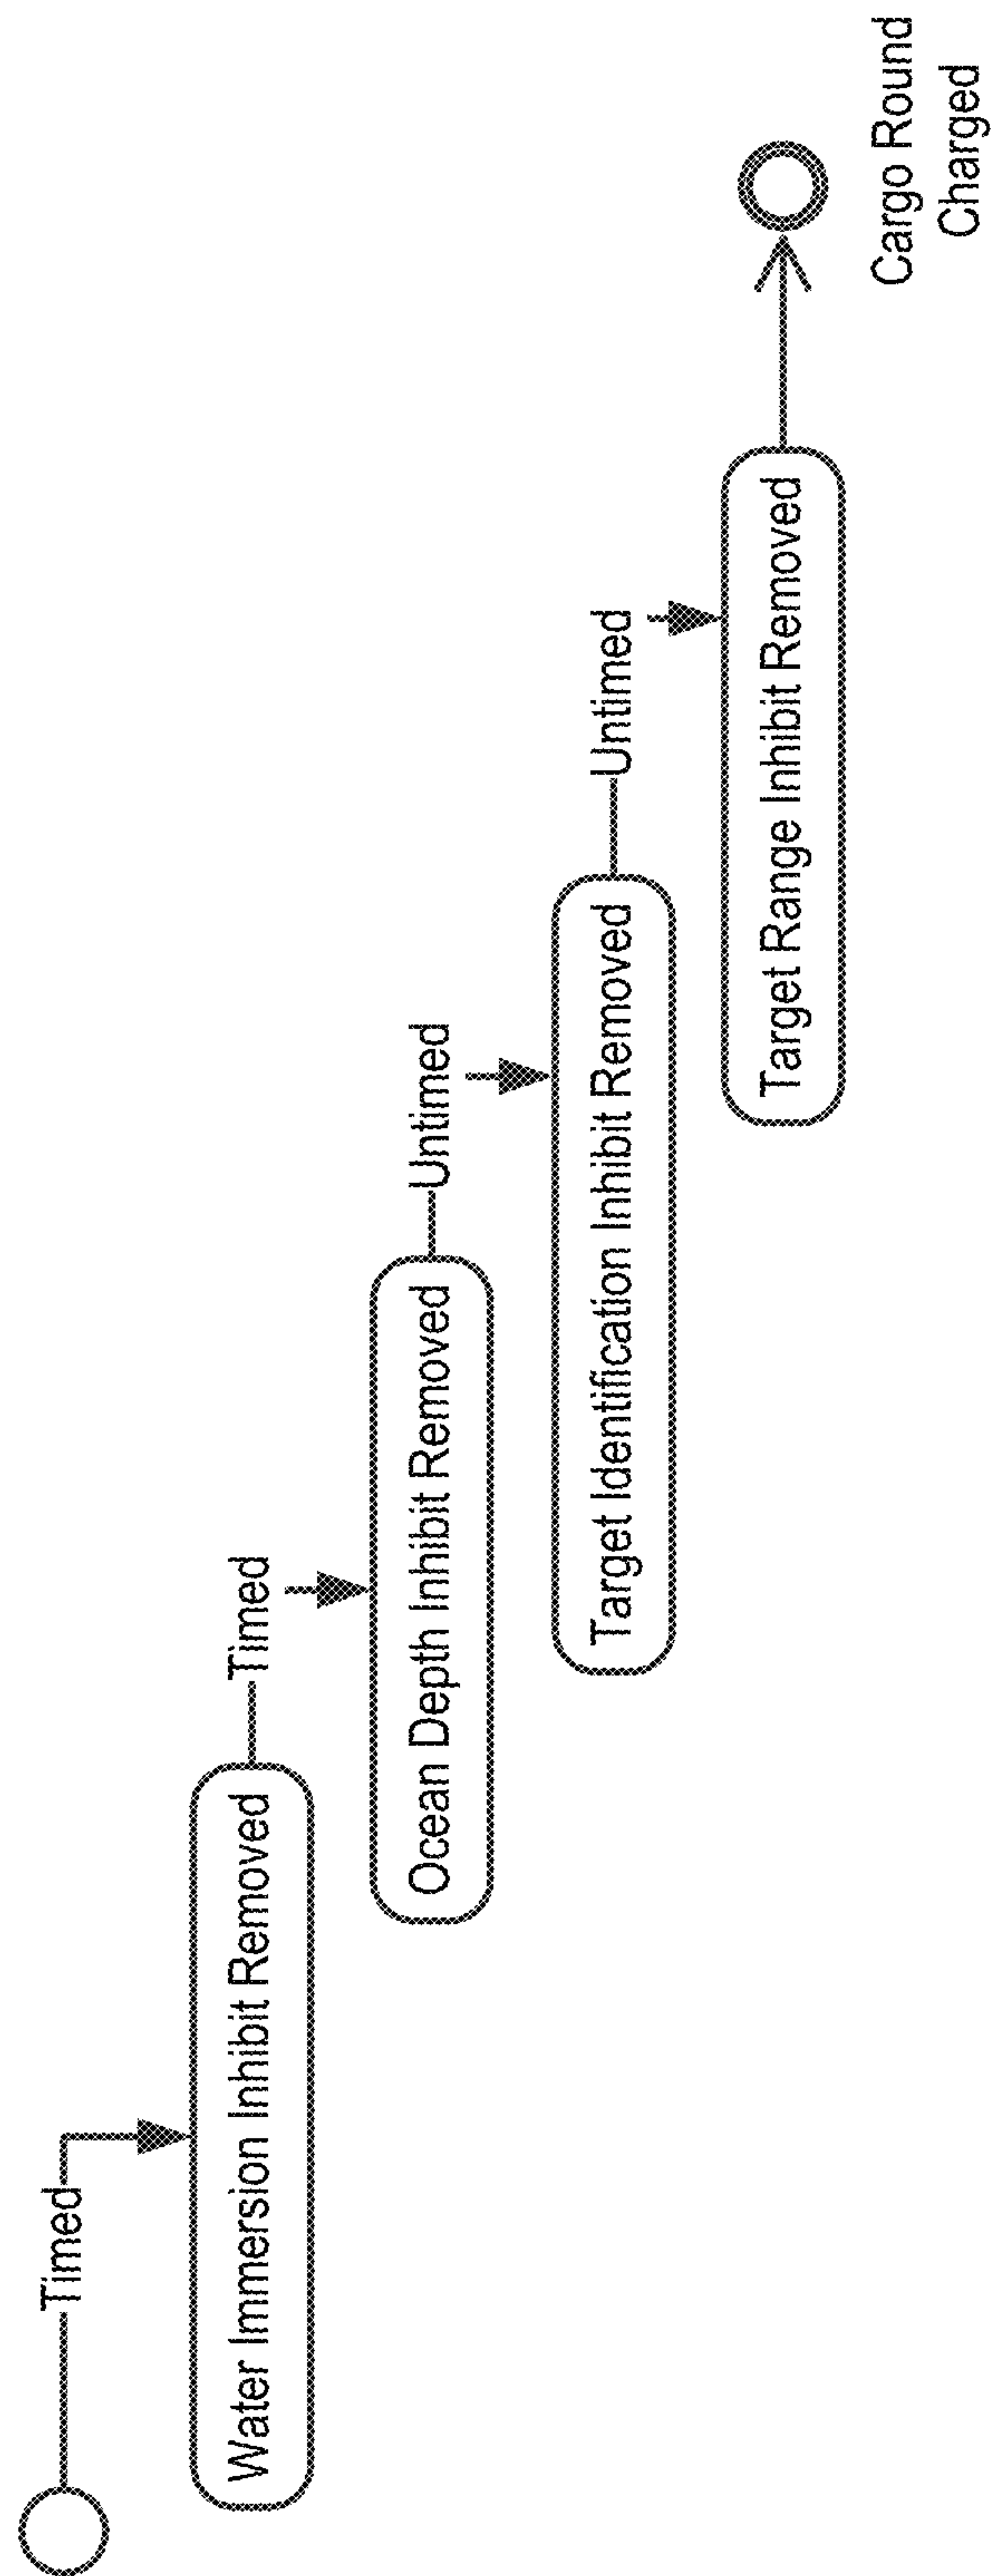 Timed
Water Immersion Inhibit Removed
Timed
Ocean Depth Inhibit Removed
Untimed
Target Identification Inhibit Removed
Untimed
Target Range Inhibit Removed
Cargo Round
Charged